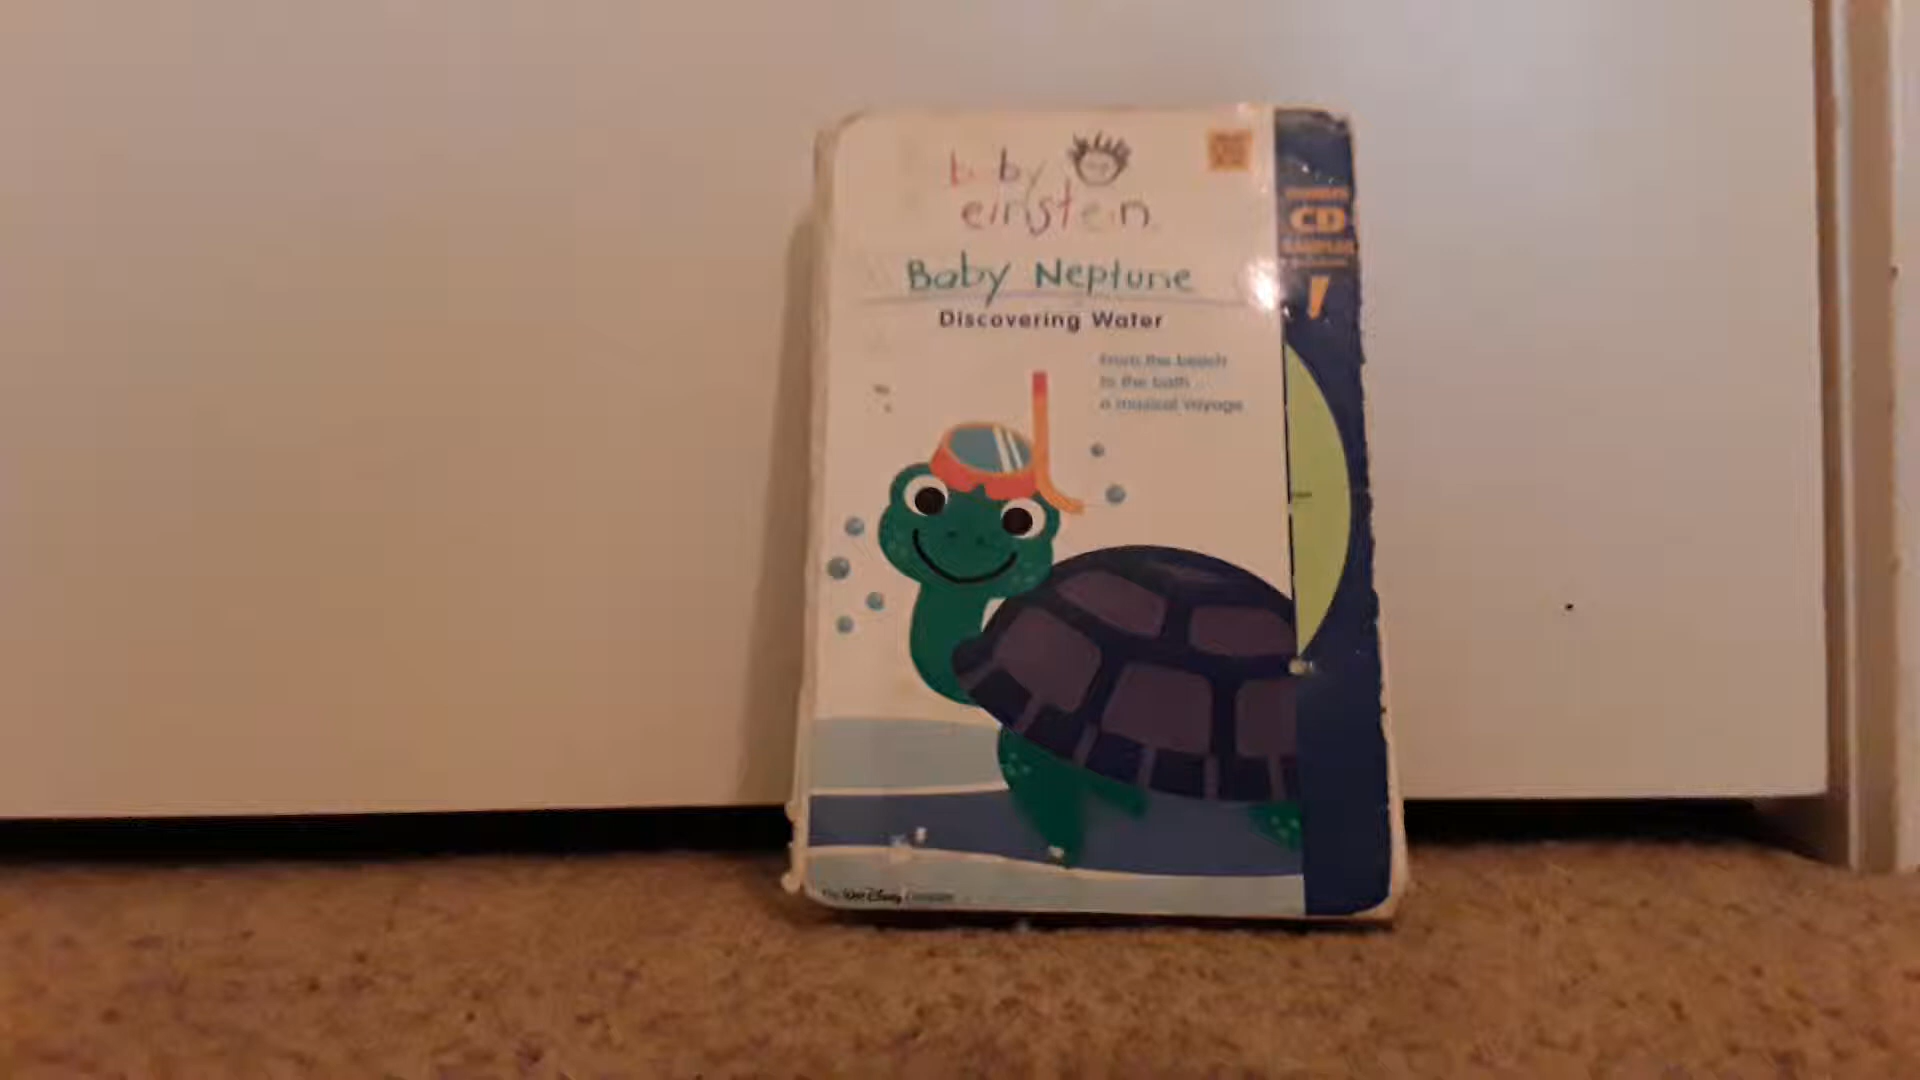 baby
einstein
Baby Neptune
Discovering Water
From the beach
to the bath
a musical voyage
CD
SAMPLER
!
The Walt Disney Company